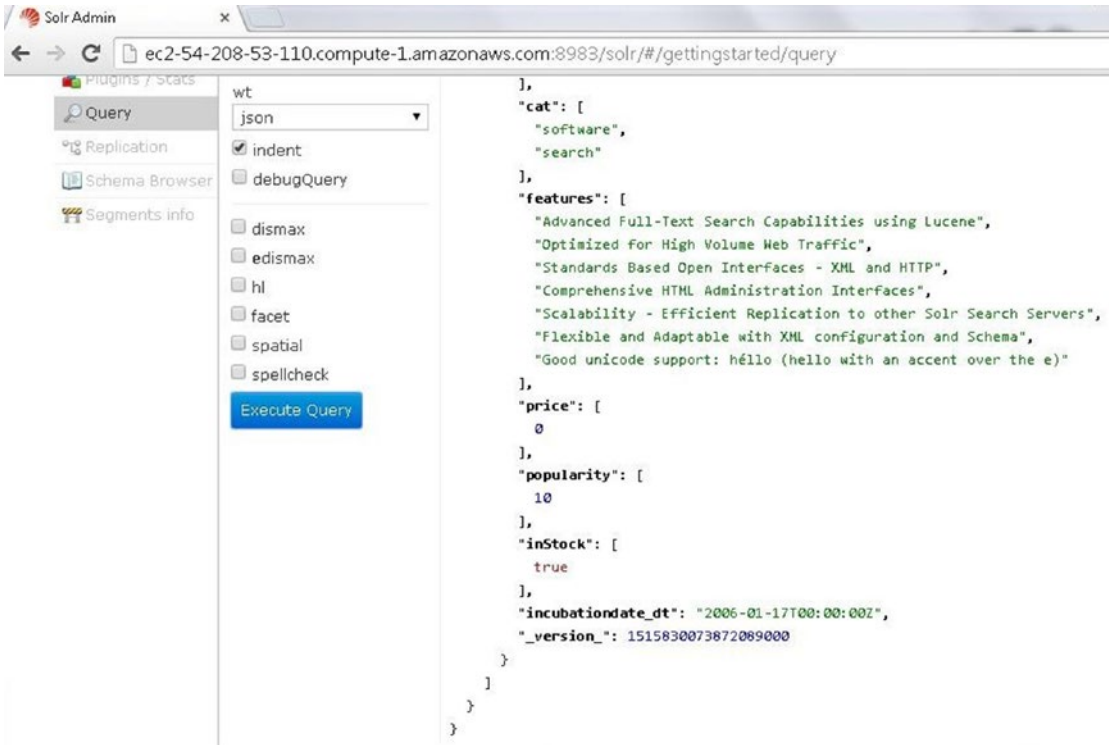 Solr Admin
ec2-54-208-53-110.compute-1.amazonaws.com:8983/solr/#/gettingstarted/query
Plugins / Stats
Query
Replication
Schema Browser
Segments info
wt
json
indent
debugQuery
dismax
edismax
hl
facet
spatial
spellcheck
Execute Query
],
"cat": [
"software",
"search"
],
"features": [
"Advanced Full-Text Search Capabilities using Lucene",
"Optimized for High Volume Web Traffic",
"Standards Based Open Interfaces - XML and HTTP",
"Comprehensive HTML Administration Interfaces",
"Scalability - Efficient Replication to other Solr Search Servers",
"Flexible and Adaptable with XML configuration and Schema",
"Good unicode support: héllo (hello with an accent over the e)"
],
"price": [
0
],
"popularity": [
10
],
"inStock": [
true
],
"incubationdate_dt": "2006-01-17T00:00:00Z",
"_version_": 1515830073872089000
}
]
}
}